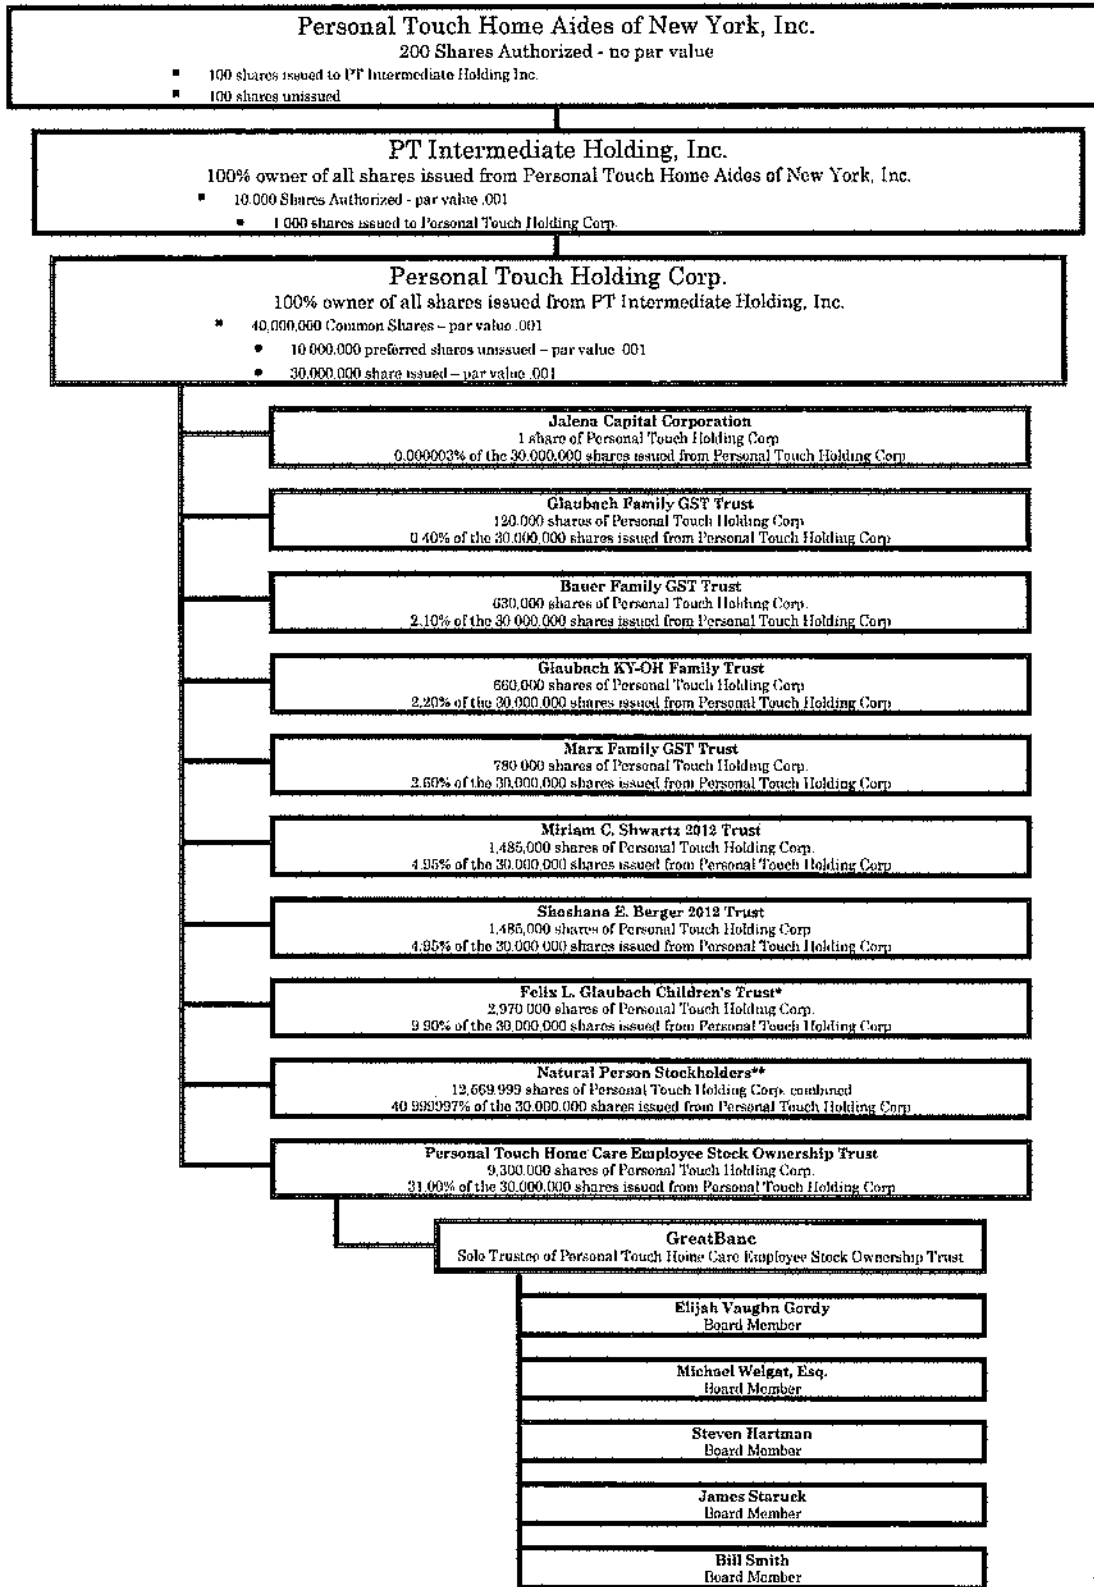 Personal Touch Home Aides of New York, Inc.
200 Shares Authorized - no par value
▪ 100 shares issued to PT Intermediate Holding Inc.
▪ 100 shares unissued
PT Intermediate Holding, Inc.
100% owner of all shares issued from Personal Touch Home Aides of New York, Inc.
▪ 10.000 Shares Authorized - par value .001
• 1 000 shares issued to Personal Touch Holding Corp.
Personal Touch Holding Corp.
100% owner of all shares issued from PT Intermediate Holding, Inc.
▪ 40,000,000 Common Shares – par value .001
• 10 000.000 preferred shares unissued – par value 001
• 30.000,000 share issued – par value .001
Jalena Capital Corporation
1 share of Personal Touch Holding Corp
0.000003% of the 30.000,000 shares issued from Personal Touch Holding Corp
Glaubach Family GST Trust
120.000 shares of Personal Touch Holding Corp
0 40% of the 30.000,000 shares issued from Personal Touch Holding Corp
Bauer Family GST Trust
630,000 shares of Personal Touch Holding Corp.
2.10% of the 30 000,000 shares issued from Personal Touch Holding Corp
Glaubach KY-OH Family Trust
660,000 shares of Personal Touch Holding Corp
2.20% of the 30,000,000 shares issued from Personal Touch Holding Corp
Marx Family GST Trust
780 000 shares of Personal Touch Holding Corp.
2.60% of the 30,000,000 shares issued from Personal Touch Holding Corp
Miriam C. Shwartz 2012 Trust
1,485,000 shares of Personal Touch Holding Corp.
4.95% of the 30.000,000 shares issued from Personal Touch Holding Corp.
Shoshana E. Berger 2012 Trust
1,485,000 shares of Personal Touch Holding Corp
4.95% of the 30.000 000 shares issued from Personal Touch Holding Corp
Felix L. Glaubach Children's Trust*
2,970 000 shares of Personal Touch Holding Corp.
9 90% of the 30,000,000 shares issued from Personal Touch Holding Corp
Natural Person Stockholders**
12,569.999 shares of Personal Touch Holding Corp. combined
40 999997% of the 30.000,000 shares issued from Personal Touch Holding Corp
Personal Touch Home Care Employee Stock Ownership Trust
9,300.000 shares of Personal Touch Holding Corp.
31.00% of the 30.000,000 shares issued from Personal Touch Holding Corp
GreatBanc
Sole Trustee of Personal Touch Home Care Employee Stock Ownership Trust
Elijah Vaughn Gordy
Board Member
Michael Welgat, Esq.
Board Member
Steven Hartman
Board Member
James Staruck
Board Member
Bill Smith
Board Member